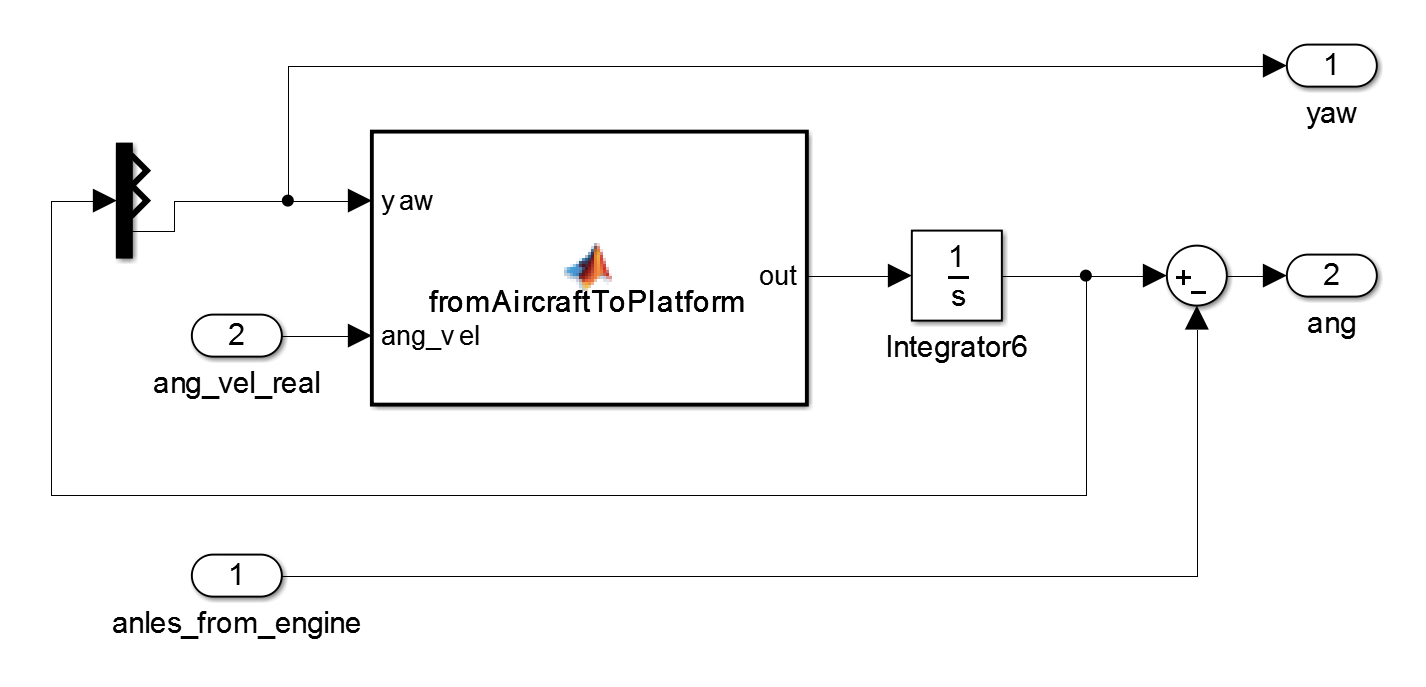 1
yaw
yaw
out
fromAircraftToPlatform
ang_vel
2
ang_vel_real
1
s
Integrator6
+
−
2
ang
1
anles_from_engine